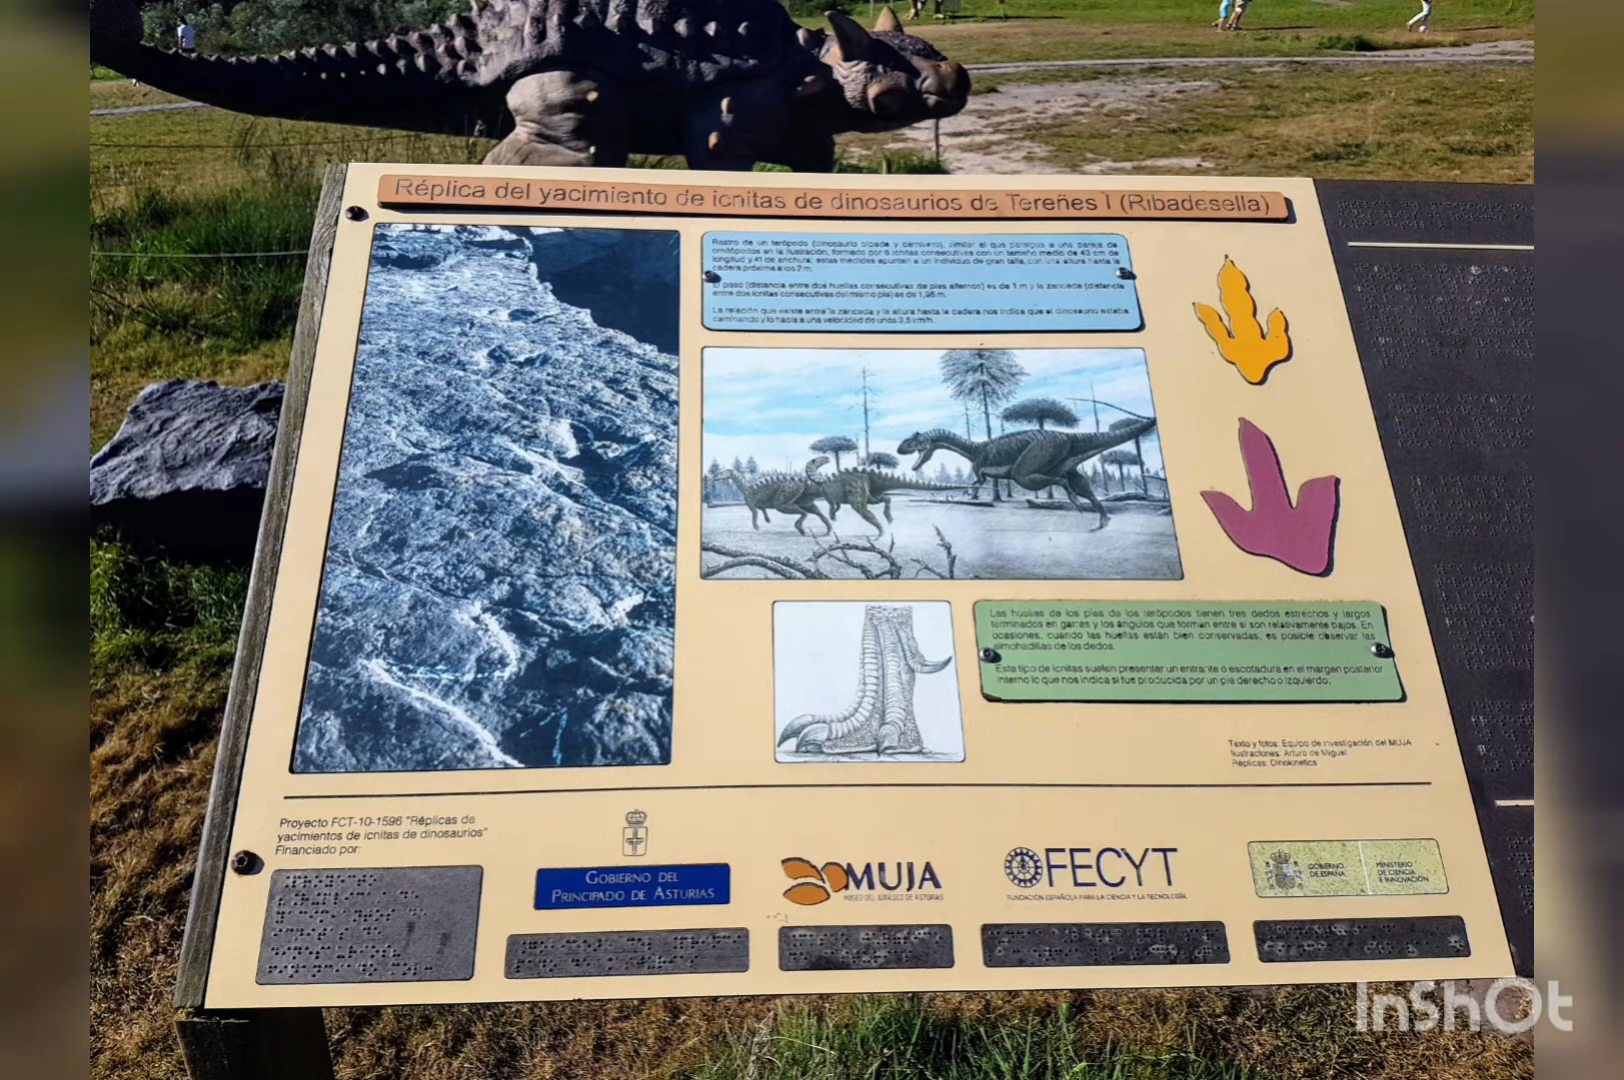 Réplica del yacimiento de icnitas de dinosaurios de Tereñes I (Ribadesella)
Rastro de un terópodo (dinosaurio bípedo y carnívoro), similar al que persigue a una pareja de
ornitópodos en la ilustración, formado por 6 icnitas consecutivas con un tamaño medio de 43 cm de
longitud y 41 de anchura; estas medidas apuntan a un individuo de gran talla, con una altura hasta la
cadera próxima a los 2 m.
El paso (distancia entre dos huellas consecutivas de pies alternos) es de 1 m y la zancada (distancia
entre dos icnitas consecutivas del mismo pie) es de 1,95 m.
La relación que existe entre la zancada y la altura hasta la cadera nos indica que el dinosaurio estaba
caminando y lo hacía a una velocidad de unos 3,5 km/h.
Las huellas de los pies de los terópodos tienen tres dedos estrechos y largos
terminados en garras y los ángulos que forman entre sí son relativamente bajos. En
ocasiones, cuando las huellas están bien conservadas, es posible observar las
almohadillas de los dedos.
Este tipo de icnitas suelen presentar un entrante o escotadura en el margen posterior
interno lo que nos indica si fue producida por un pie derecho o izquierdo.
Texto y fotos: Equipo de investigación del MUJA
Ilustraciones: Arturo de Miguel
Réplicas: Dinokinetics
Proyecto FCT-10-1596 "Réplicas de
yacimientos de icnitas de dinosaurios"
Financiado por:
GOBIERNO DEL
PRINCIPADO DE ASTURIAS
MUJA
MUSEO DEL JURÁSICO DE ASTURIAS
FECYT
FUNDACIÓN ESPAÑOLA PARA LA CIENCIA Y LA TECNOLOGÍA
GOBIERNO
DE ESPAÑA
MINISTERIO
DE CIENCIA
E INNOVACIÓN
InShOt